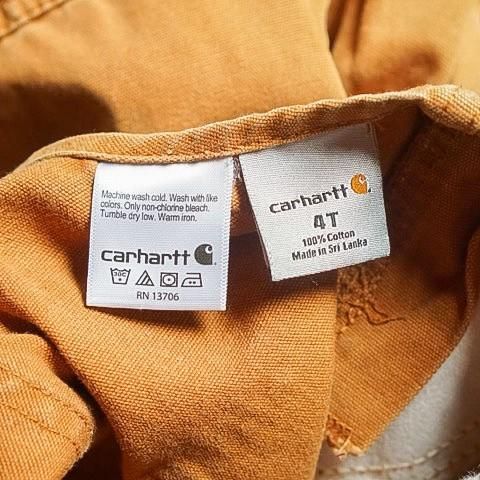 Machine wash cold. Wash with like
colors. Only non-chlorine bleach.
Tumble dry low. Warm iron.
carhartt
30C
RN 13706
carhartt
4T
100% Cotton
Made in Sri Lanka